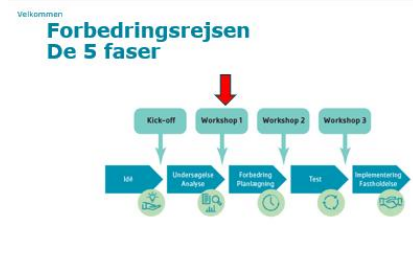 Velkommen
Forbedringsrejsen
De 5 faser
Kick-off
Workshop 1
Workshop 2
Workshop 3
Idé
Undersøgelse
Analyse
Forbedring
Planlægning
Test
Implementering
Fastholdelse